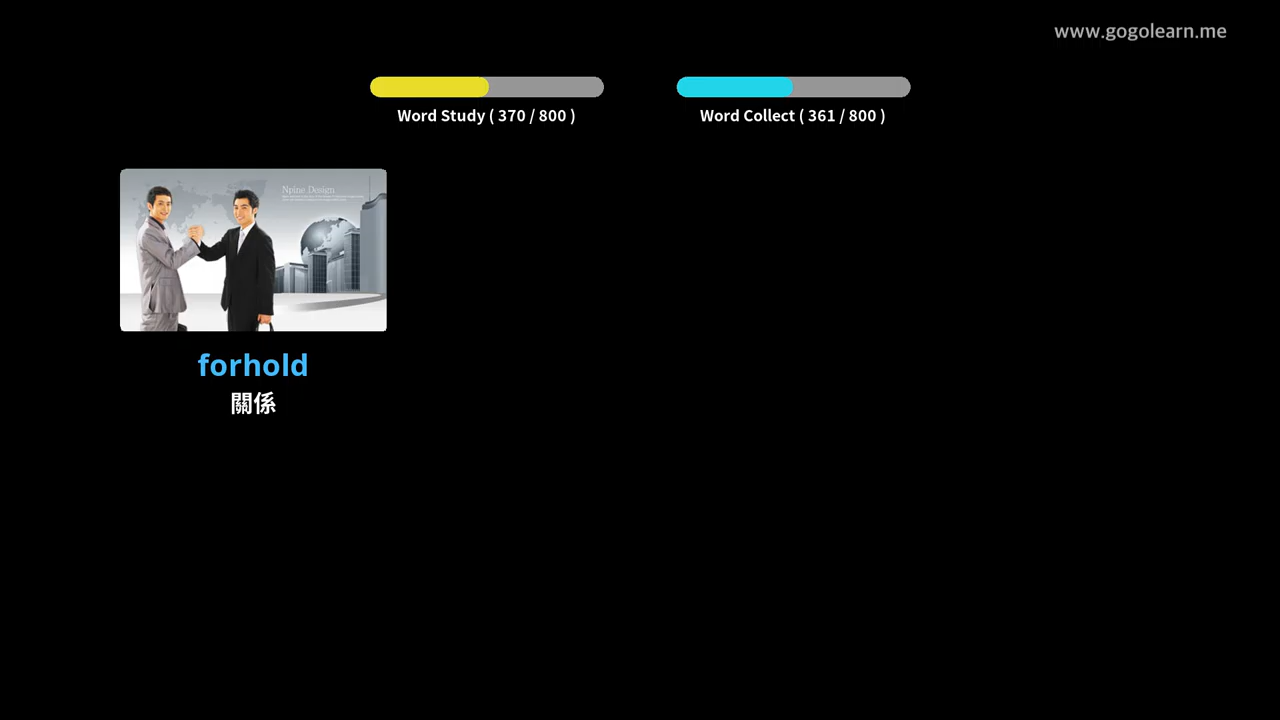 www.gogolearn.me
Word Study ( 370 / 800 )
Word Collect ( 361 / 800 )
Npine Design
forhold
關係